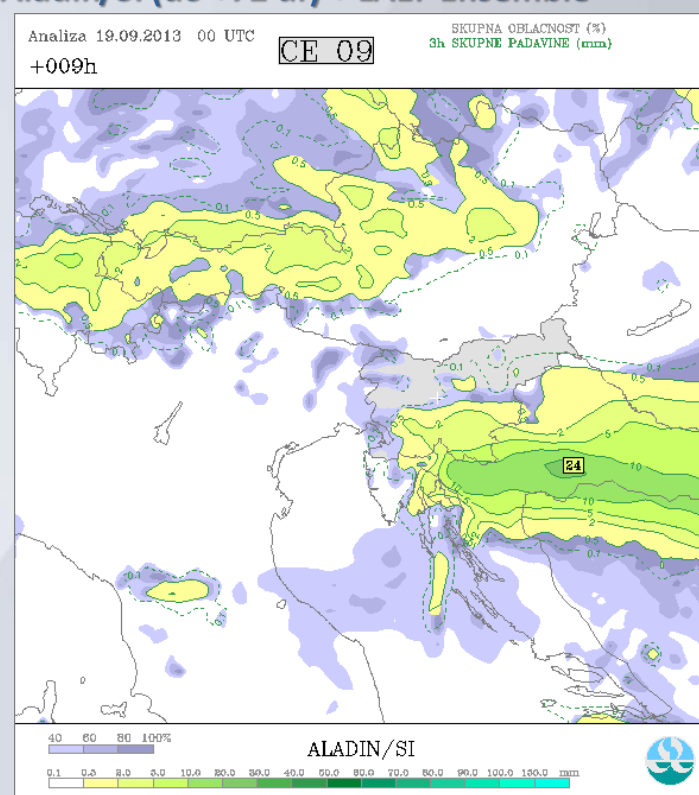 Analiza 19.09.2013 00 UTC
+009h
CE 09
SKUPNA OBLACNOST (%)
3h SKUPNE PADAVINE (mm)
24
40 60 80 100%
ALADIN/SI
0.1 0.5 2.0 5.0 10.0 20.0 30.0 40.0 50.0 60.0 70.0 80.0 90.0 100.0 150.0 mm